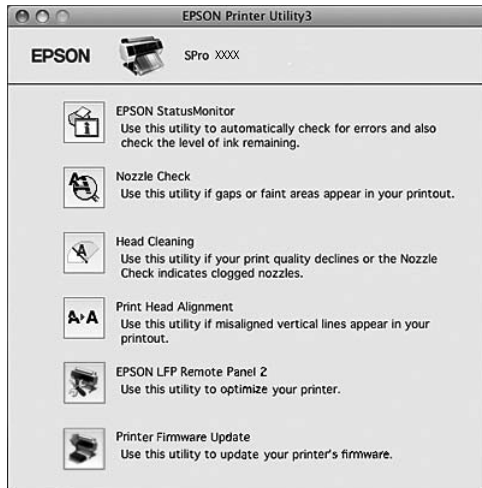 EPSON Printer Utility3
EPSON
SPro XXXX
EPSON StatusMonitor
Use this utility to automatically check for errors and also
check the level of ink remaining.
Nozzle Check
Use this utility if gaps or faint areas appear in your printout.
Head Cleaning
Use this utility if your print quality declines or the Nozzle
Check indicates clogged nozzles.
A▸A
Print Head Alignment
Use this utility if misaligned vertical lines appear in your
printout.
EPSON LFP Remote Panel 2
Use this utility to optimize your printer.
Printer Firmware Update
Use this utility to update your printer's firmware.